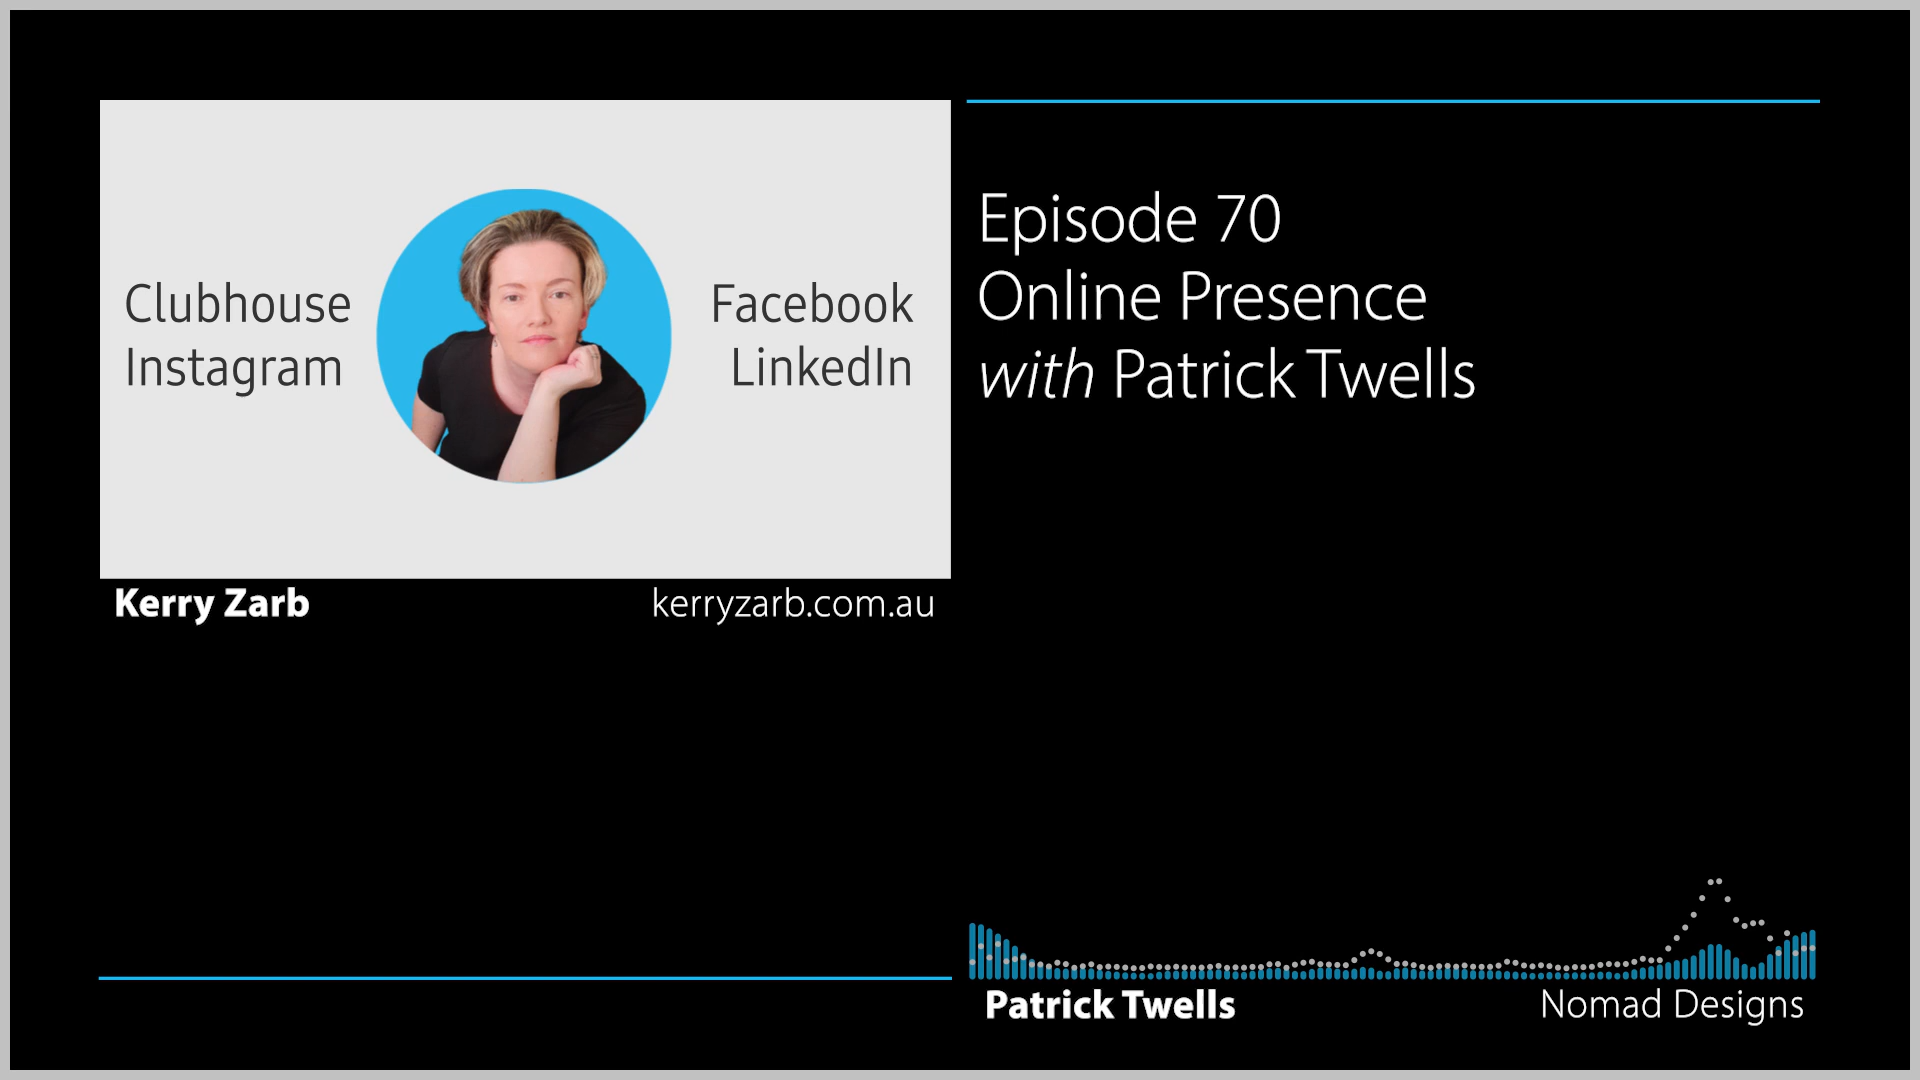 Clubhouse
Instagram
Facebook
LinkedIn
Kerry Zarb
kerryzarb.com.au
Episode 70
Online Presence
with Patrick Twells
Patrick Twells
Nomad Designs